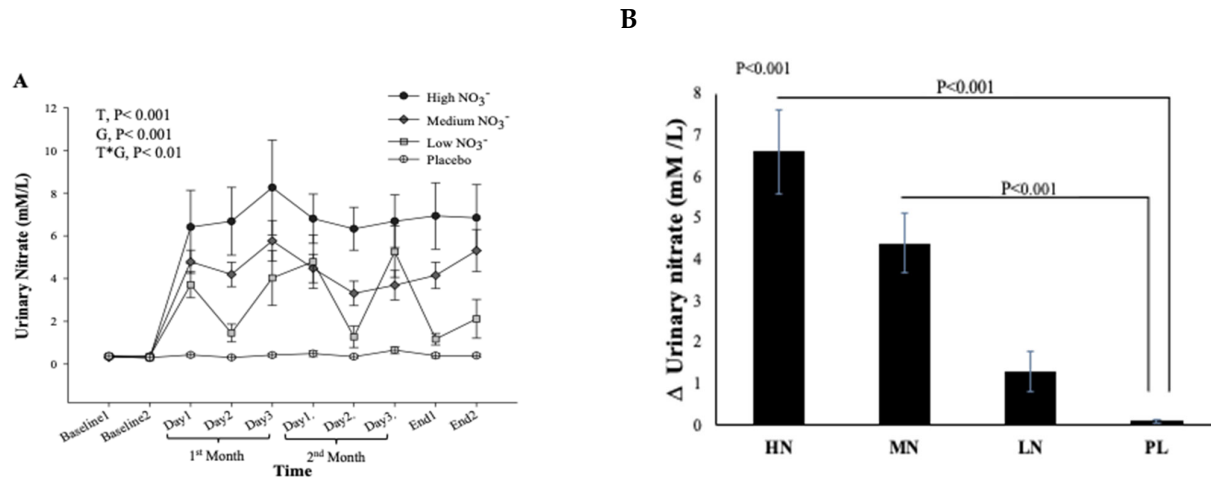 A
T, P< 0.001
G, P< 0.001
T*G, P< 0.01
High NO₃⁻
Medium NO₃⁻
Low NO₃⁻
Placebo
Urinary Nitrate (mM/L)
12
10
8
6
4
2
0
Baseline1
Baseline2
Day1
Day2
Day3
Day1.
Day2.
Day3.
End1
End2
1st Month
2nd Month
Time
B
P<0.001
P<0.001
P<0.001
Δ Urinary nitrate (mM /L)
8
7
6
5
4
3
2
1
0
HN
MN
LN
PL